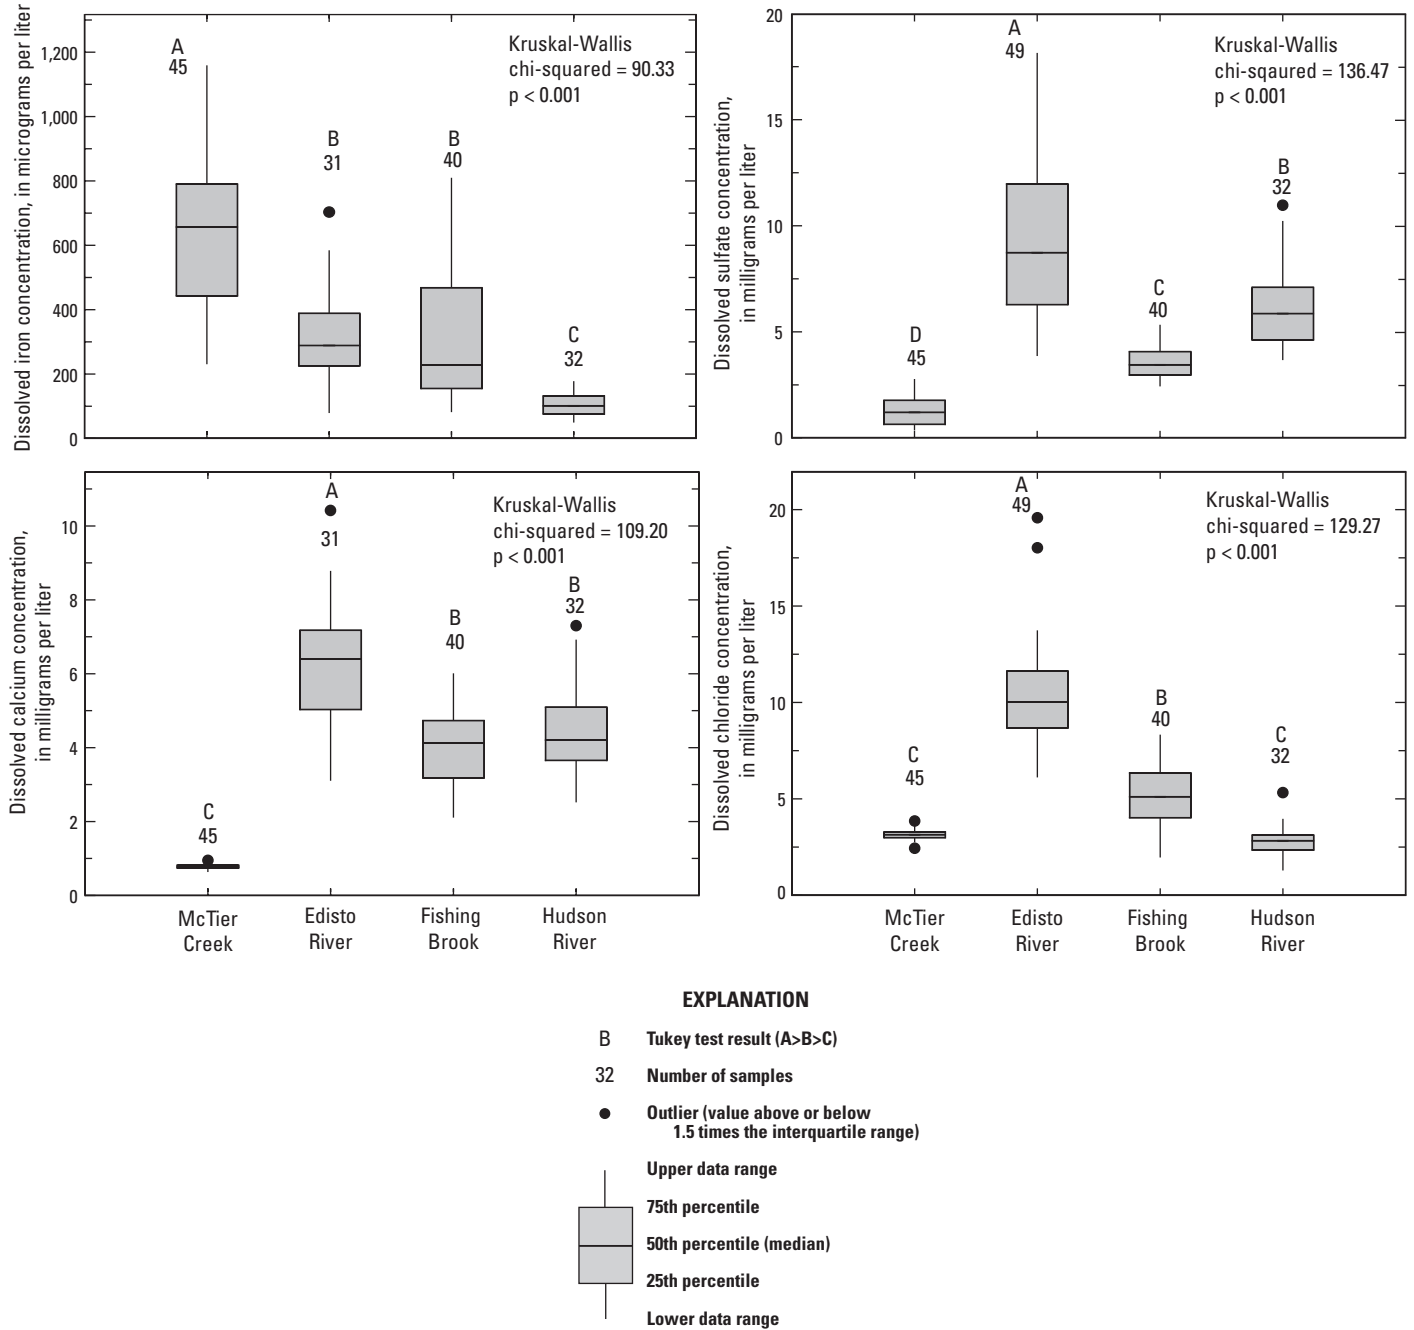 Dissolved iron concentration, in micrograms per liter
1,200
1,000
800
600
400
200
0
A
45
B
31
B
40
C
32
Kruskal-Wallis
chi-squared = 90.33
p < 0.001
Dissolved sulfate concentration,
in milligrams per liter
20
15
10
5
0
D
45
A
49
C
40
B
32
Kruskal-Wallis
chi-sqaured = 136.47
p < 0.001
Dissolved calcium concentration,
in milligrams per liter
10
8
6
4
2
0
C
45
A
31
B
40
B
32
Kruskal-Wallis
chi-squared = 109.20
p < 0.001
McTier
Creek
Edisto
River
Fishing
Brook
Hudson
River
Dissolved chloride concentration,
in milligrams per liter
20
15
10
5
0
C
45
A
49
B
40
C
32
Kruskal-Wallis
chi-squared = 129.27
p < 0.001
McTier
Creek
Edisto
River
Fishing
Brook
Hudson
River
EXPLANATION
B Tukey test result (A>B>C)
32 Number of samples
Outlier (value above or below
1.5 times the interquartile range)
Upper data range
75th percentile
50th percentile (median)
25th percentile
Lower data range